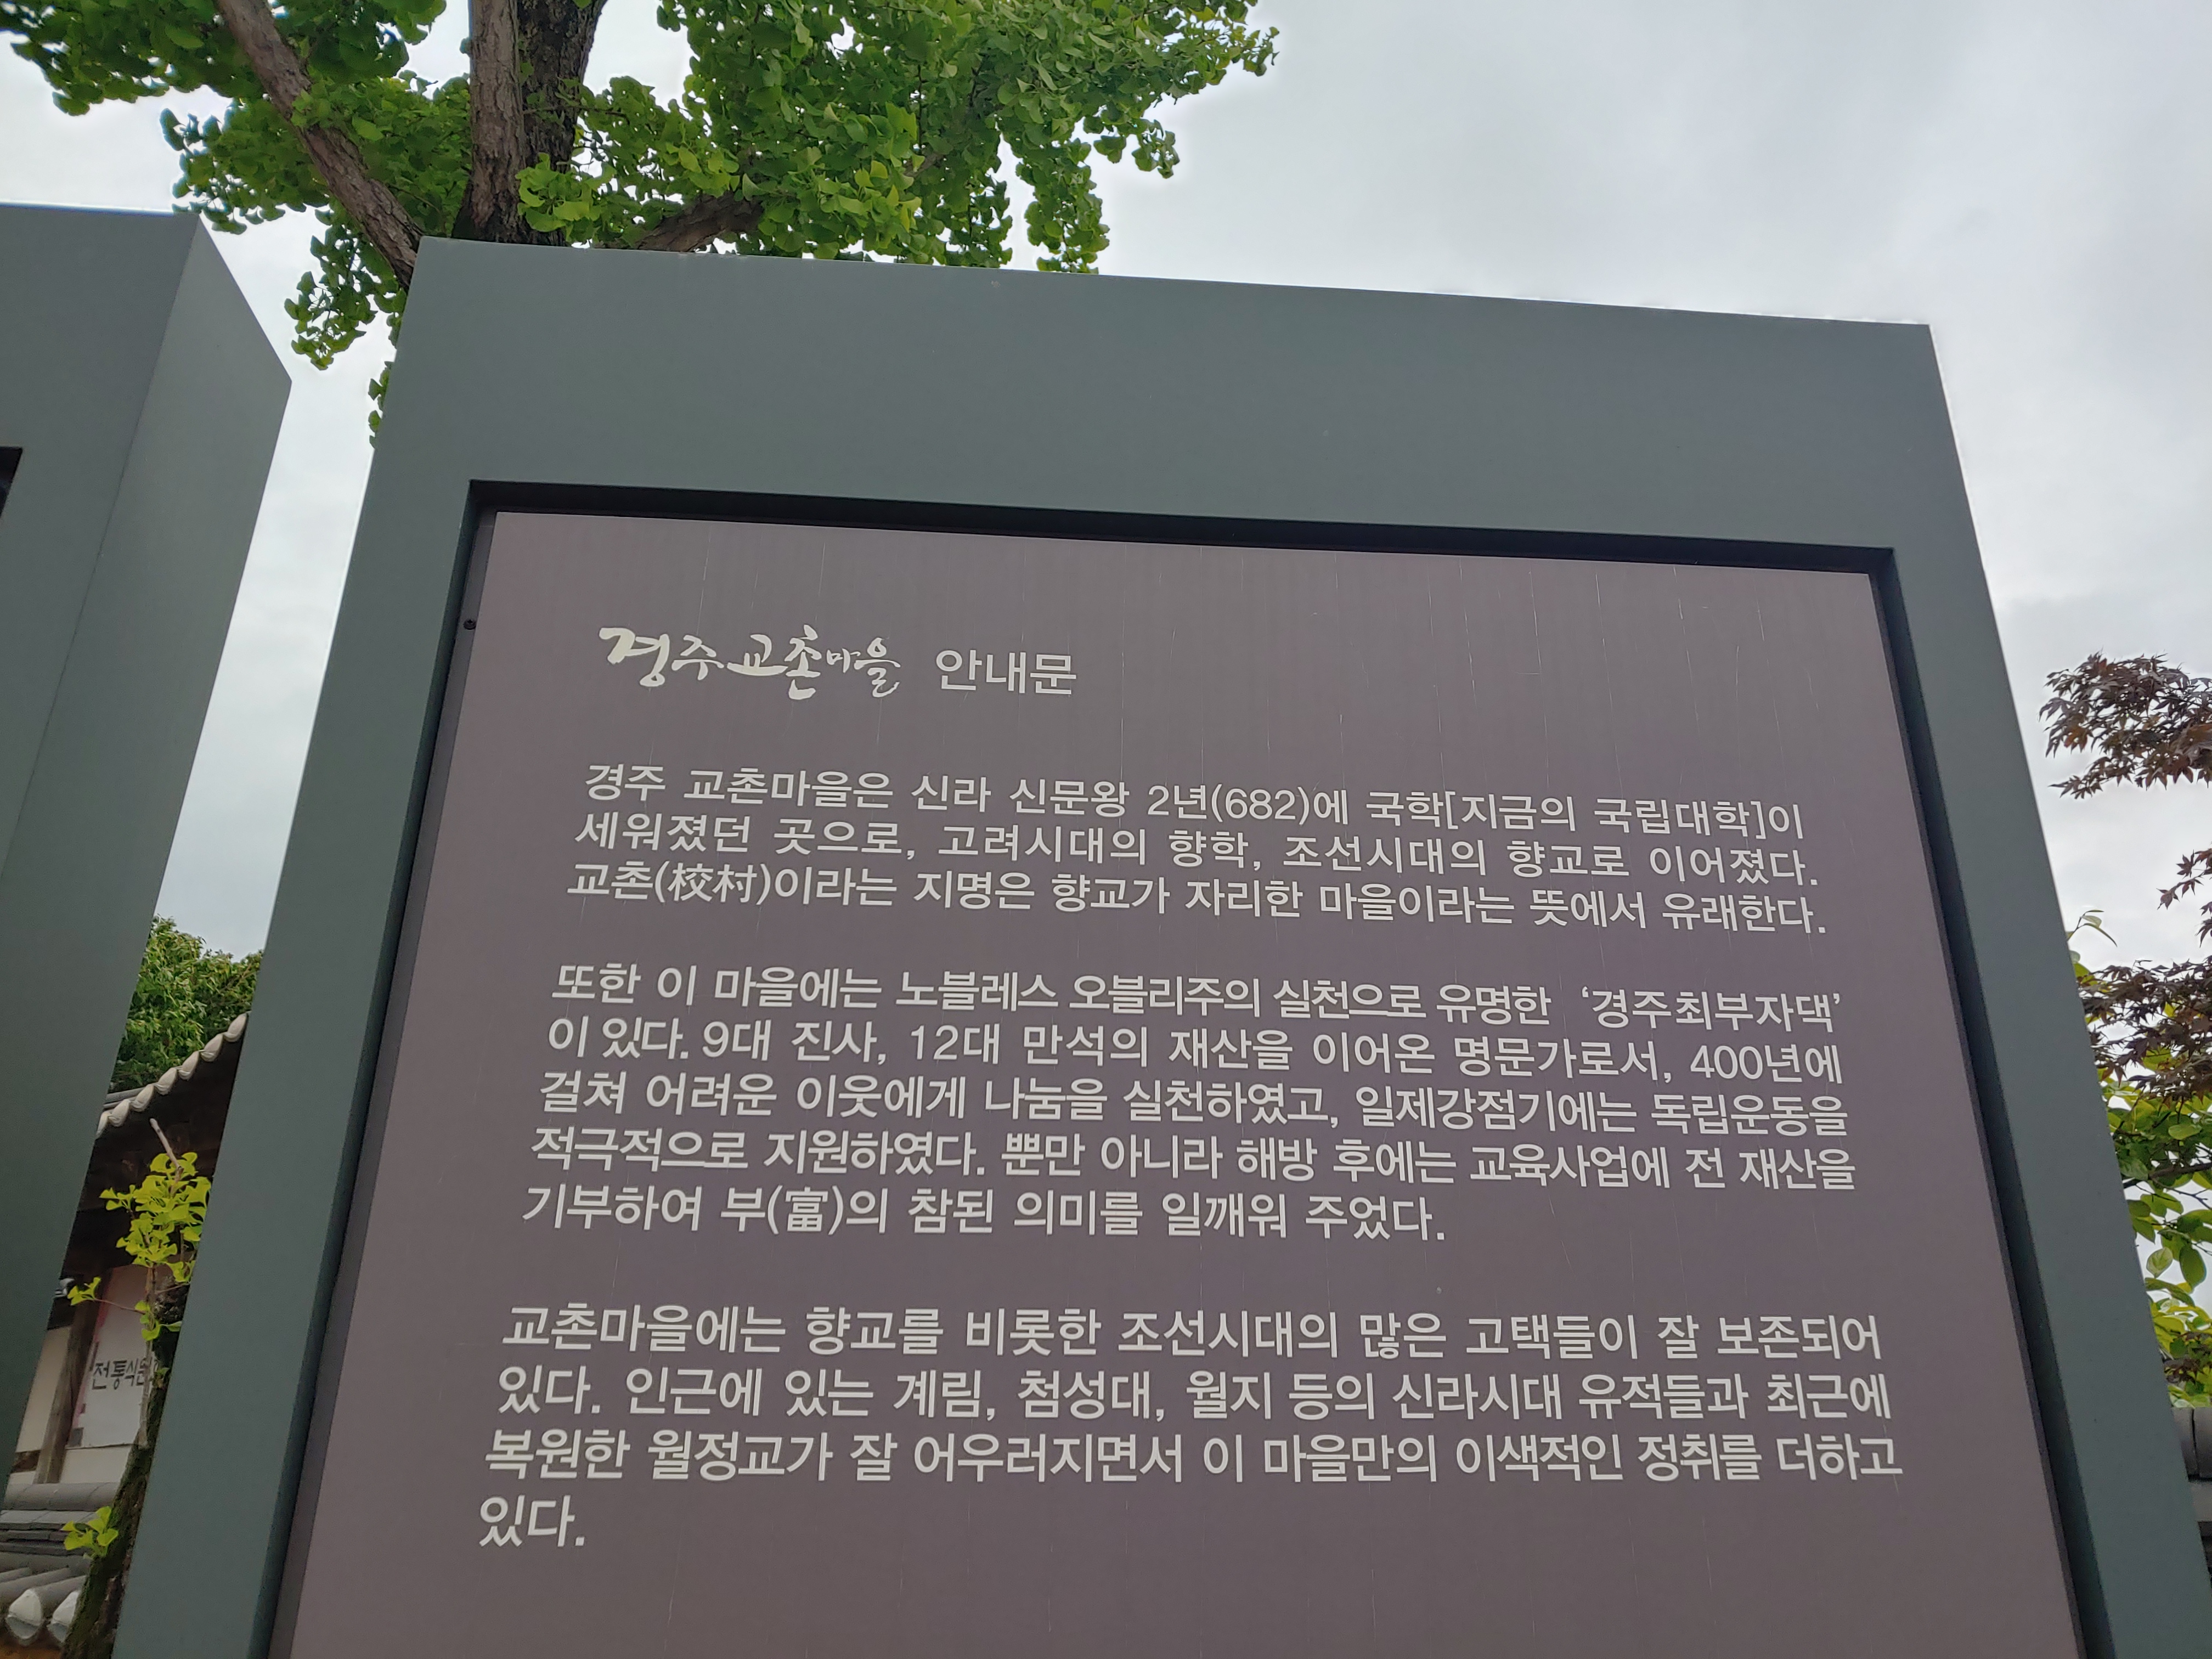 경주교촌마을 안내문
경주 교촌마을은 신라 신문왕 2년(682)에 국학[지금의 국립대학]이
세워졌던 곳으로, 고려시대의 향학, 조선시대의 향교로 이어졌다.
교촌(校村)이라는 지명은 향교가 자리한 마을이라는 뜻에서 유래한다.
또한 이 마을에는 노블레스 오블리주의 실천으로 유명한 ‘경주최부자댁’
이 있다. 9대 진사, 12대 만석의 재산을 이어온 명문가로서, 400년에
걸쳐 어려운 이웃에게 나눔을 실천하였고, 일제강점기에는 독립운동을
적극적으로 지원하였다. 뿐만 아니라 해방 후에는 교육사업에 전 재산을
기부하여 부(富)의 참된 의미를 일깨워 주었다.
교촌마을에는 향교를 비롯한 조선시대의 많은 고택들이 잘 보존되어
있다. 인근에 있는 계림, 첨성대, 월지 등의 신라시대 유적들과 최근에
복원한 월정교가 잘 어우러지면서 이 마을만의 이색적인 정취를 더하고
있다.